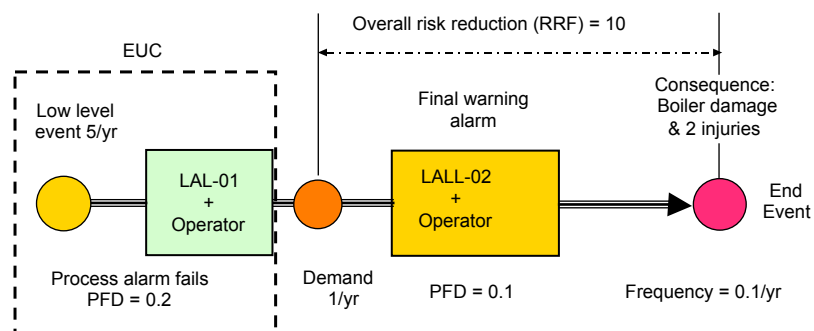 Overall risk reduction (RRF) = 10
EUC
Low level
event 5/yr
Final warning
alarm
Consequence:
Boiler damage
& 2 injuries
LAL-01
+
Operator
LALL-02
+
Operator
End
Event
Process alarm fails
PFD = 0.2
Demand
1/yr
PFD = 0.1
Frequency = 0.1/yr